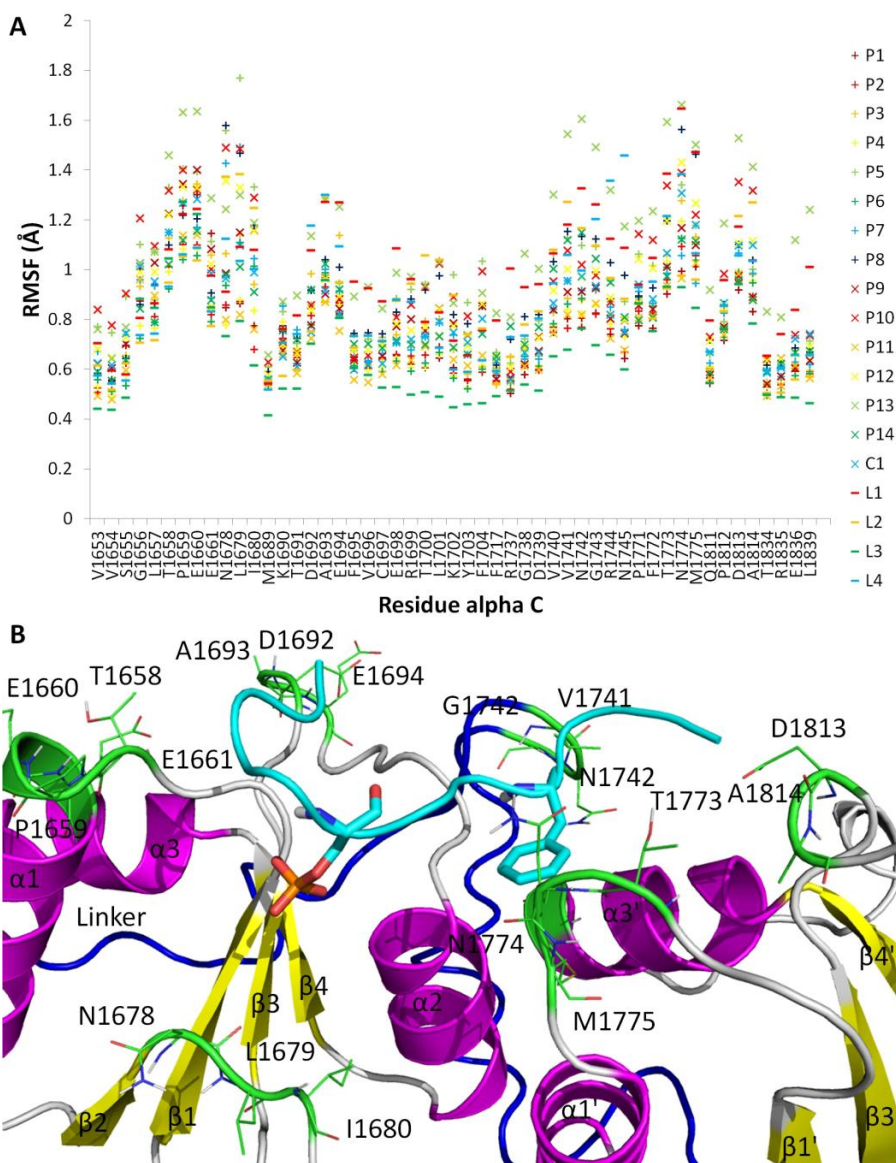 A
RMSF (Å)
2
1.8
1.6
1.4
1.2
1
0.8
0.6
0.4
0.2
0
V1653
V1654
S1655
G1656
L1657
T1658
P1659
E1660
E1661
N1678
L1679
I1680
M1689
K1690
T1691
D1692
A1693
E1694
F1695
V1696
C1697
E1698
R1699
T1700
L1701
K1702
Y1703
F1704
F1717
R1737
G1738
D1739
V1740
V1741
N1742
G1743
R1744
N1745
P1771
F1772
T1773
N1774
M1775
Q1811
P1812
D1813
A1814
T1834
R1835
E1836
L1839
Residue alpha C
P1
P2
P3
P4
P5
P6
P7
P8
P9
P10
P11
P12
P13
P14
C1
L1
L2
L3
L4
B
A1693 D1692
E1660 T1658 E1694
G1742 V1741
D1813
E1661
N1742
T1773
A1814
P1659
α3
α1
α3'
Linker
N1774
β4'
β4
β3
α2
N1678
M1775
L1679
β2 β1
I1680
α1'
β3
β1'